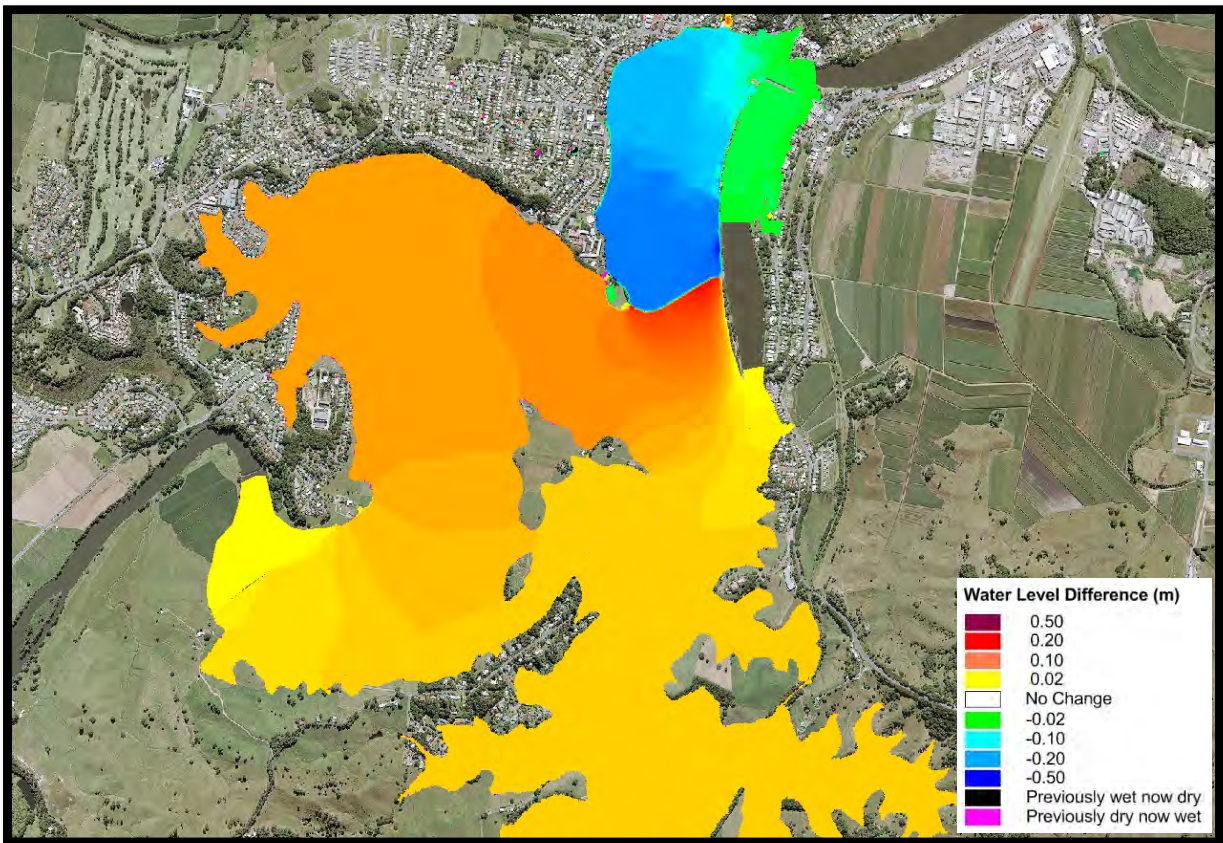 Water Level Difference (m)
0.50
0.20
0.10
0.02
No Change
-0.02
-0.10
-0.20
-0.50
Previously wet now dry
Previously dry now wet